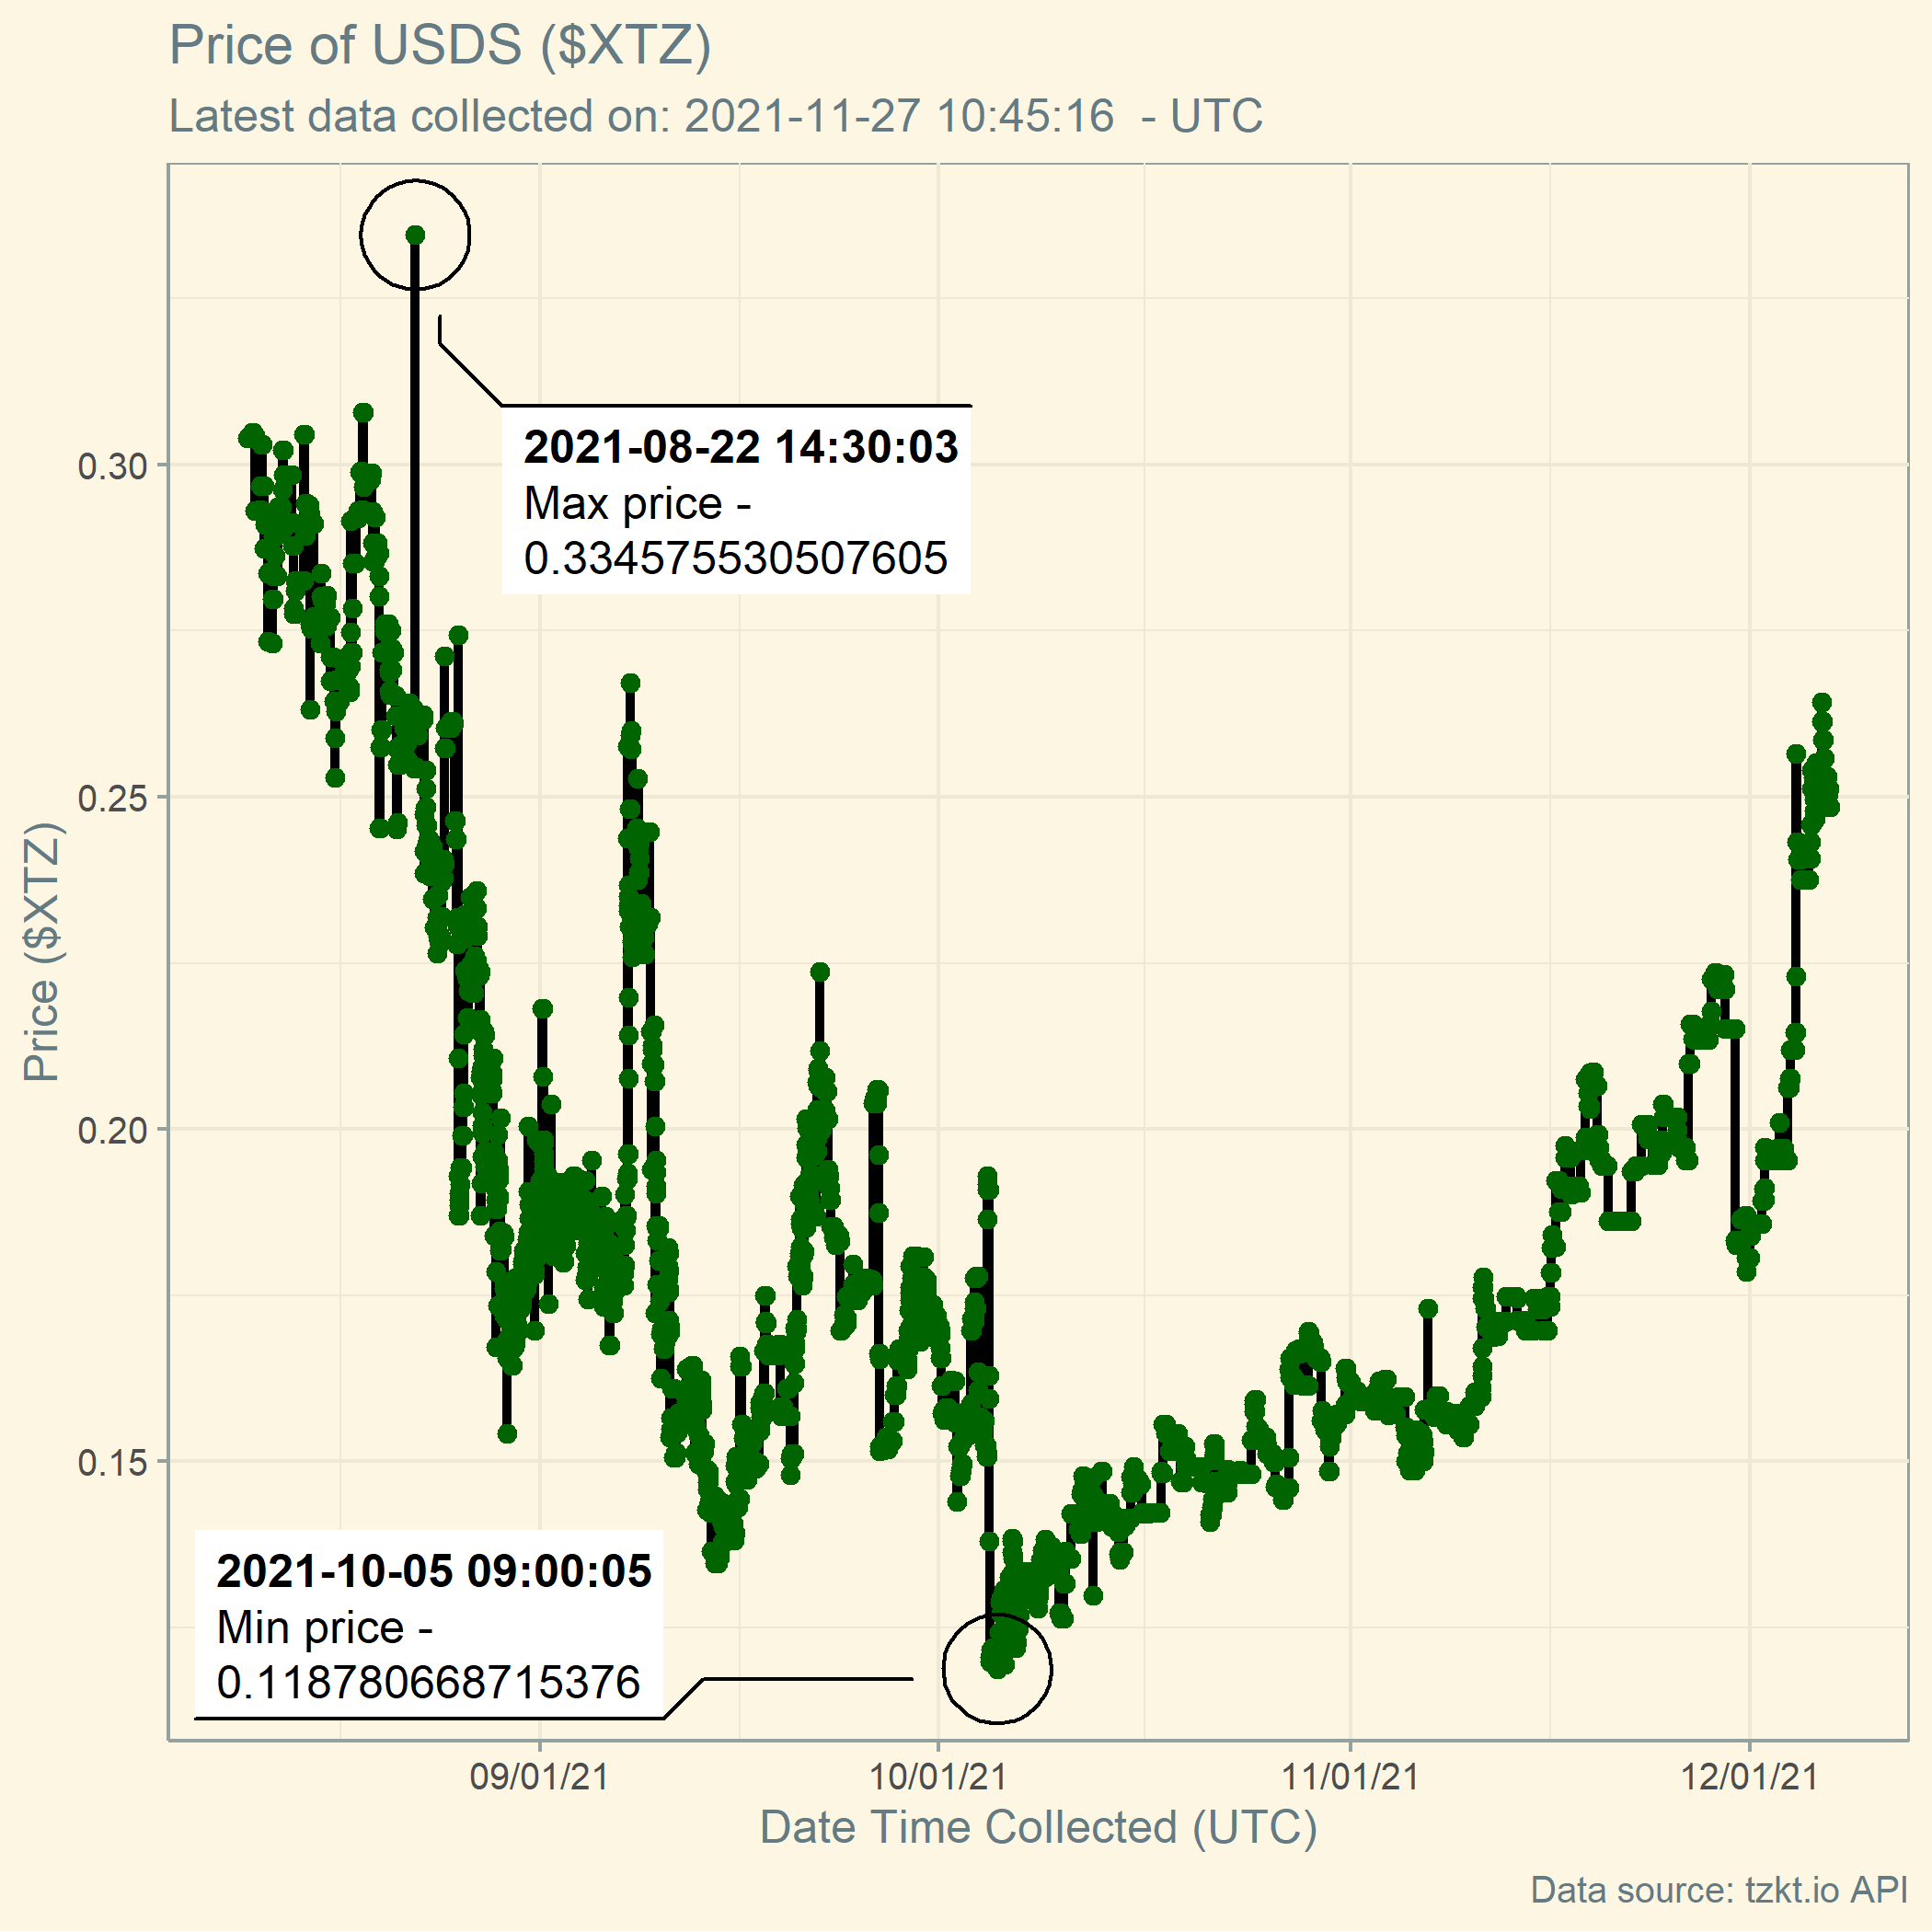 Price of USDS ($XTZ)
Latest data collected on: 2021-11-27 10:45:16  - UTC
2021-08-22 14:30:03
Max price -
0.334575530507605
0.30
0.25
0.20
0.15
Price ($XTZ)
2021-10-05 09:00:05
Min price -
0.118780668715376
09/01/21
10/01/21
11/01/21
12/01/21
Date Time Collected (UTC)
Data source: tzkt.io API